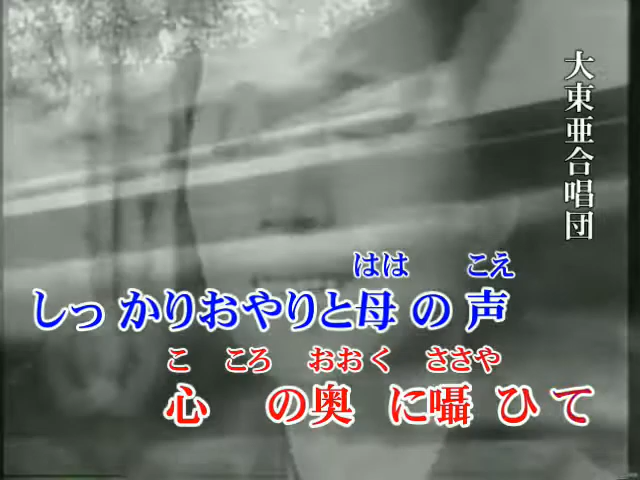 大東亜合唱団
はは こえ
しっかりおやりと母の声
こ ころ おおく ささや
心の奥に囁ひて